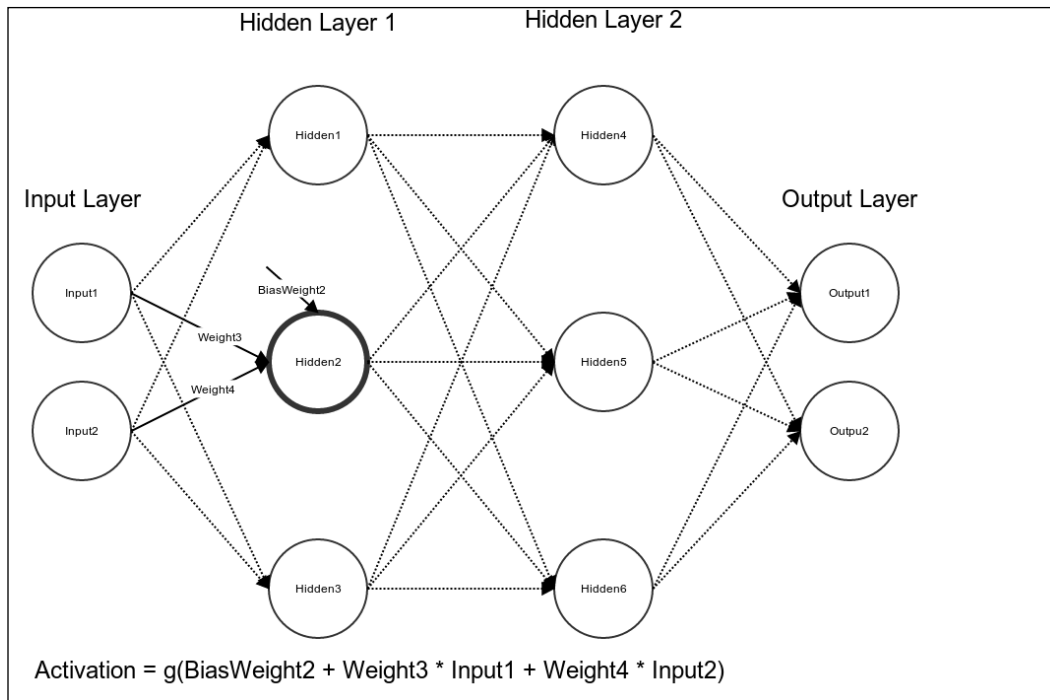 Hidden Layer 1
Hidden Layer 2
Hidden1
Hidden4
Input Layer
Output Layer
Input1
BiasWeight2
Output1
Weight3
Hidden2
Hidden5
Weight4
Input2
Outpu2
Hidden3
Hidden6
Activation = g(BiasWeight2 + Weight3 * Input1 + Weight4 * Input2)